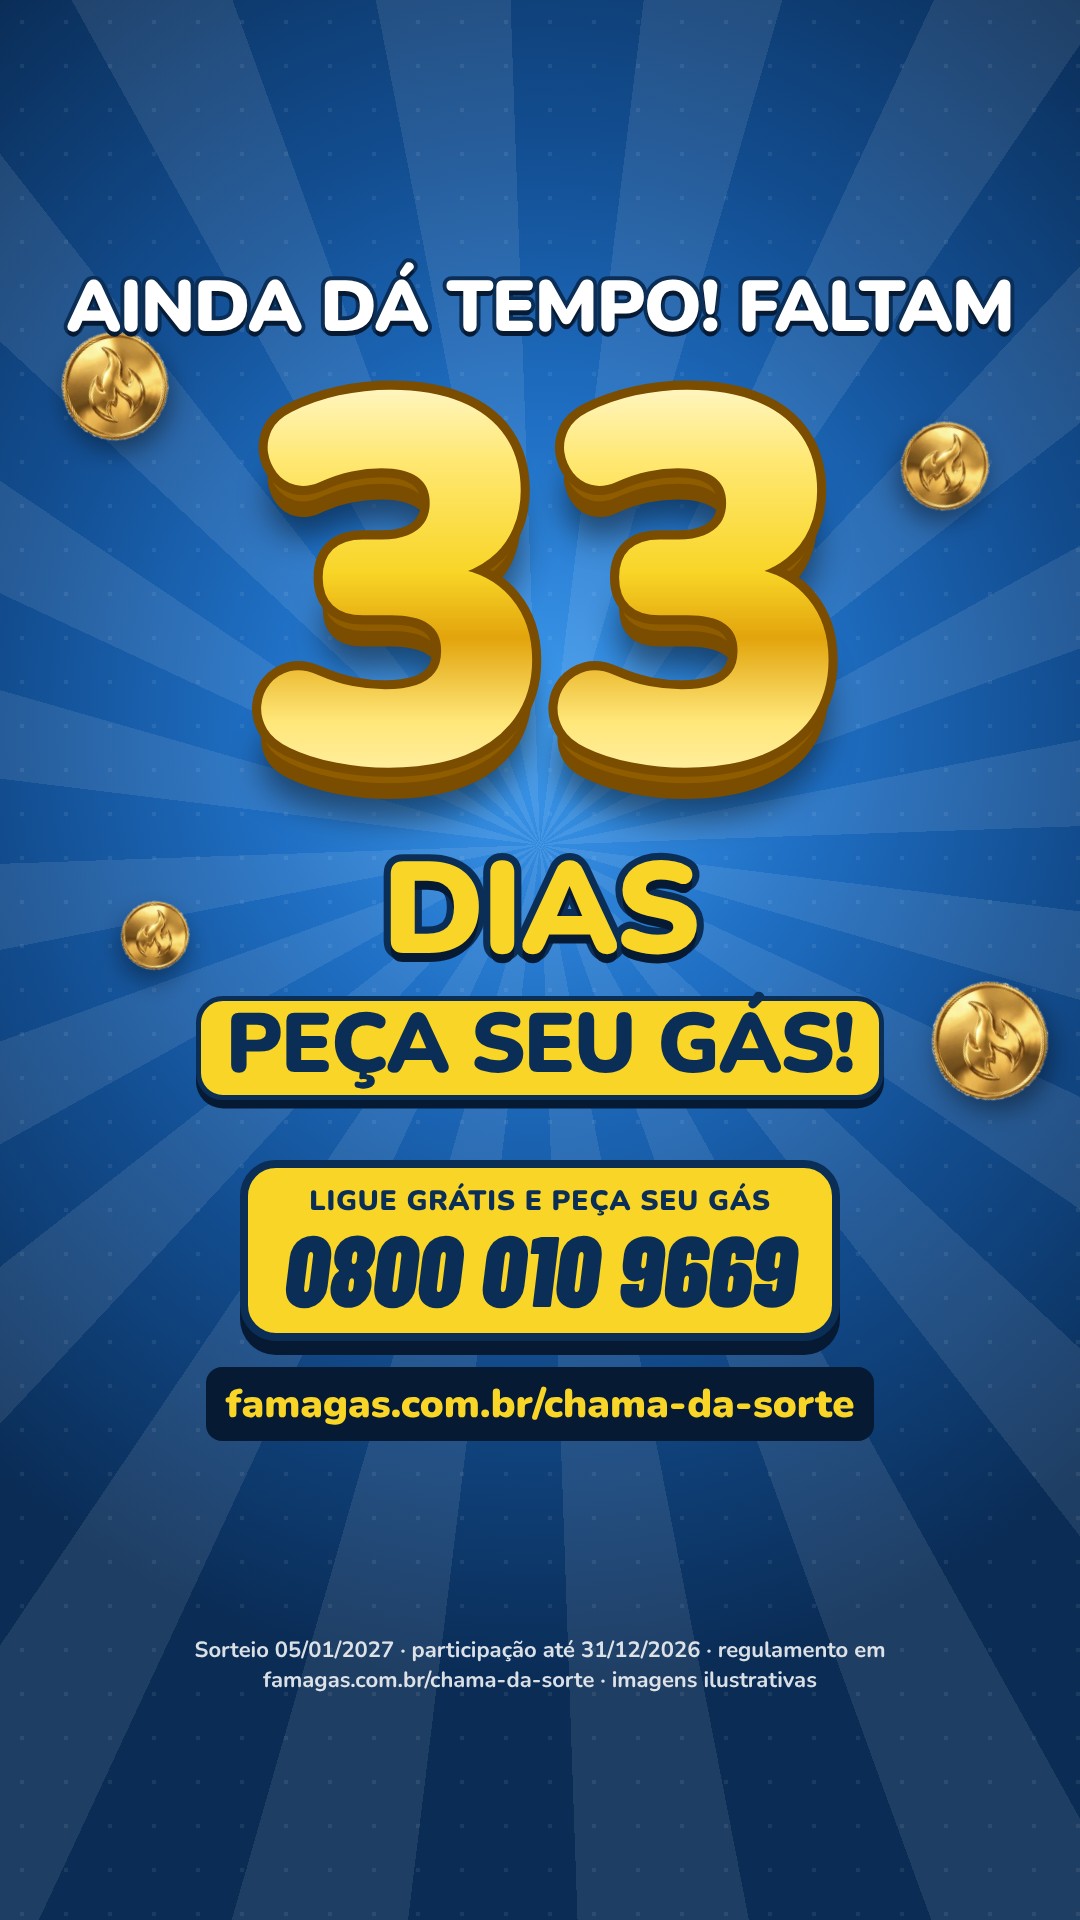 AINDA DÁ TEMPO! FALTAM
33
DIAS
PEÇA SEU GÁS!
LIGUE GRÁTIS E PEÇA SEU GÁS
0800 010 9669
famagas.com.br/chama-da-sorte
Sorteio 05/01/2027 · participação até 31/12/2026 · regulamento em
famagas.com.br/chama-da-sorte · imagens ilustrativas